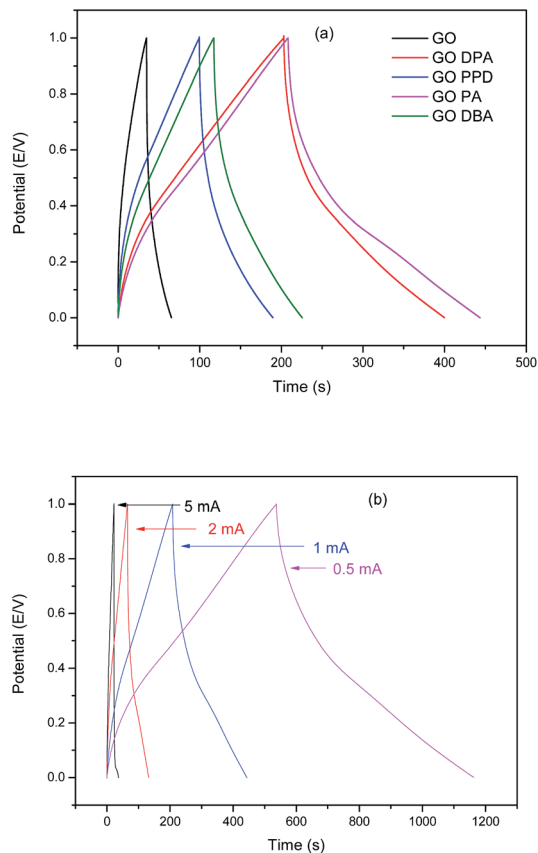 (a)
GO
GO DPA
GO PPD
GO PA
GO DBA
1.0
0.8
0.6
0.4
0.2
0.0
Potential (E/V)
0 100 200 300 400 500
Time (s)
(b)
5 mA
2 mA
1 mA
0.5 mA
1.0
0.8
0.6
0.4
0.2
0.0
Potential (E/V)
0 200 400 600 800 1000 1200
Time (s)